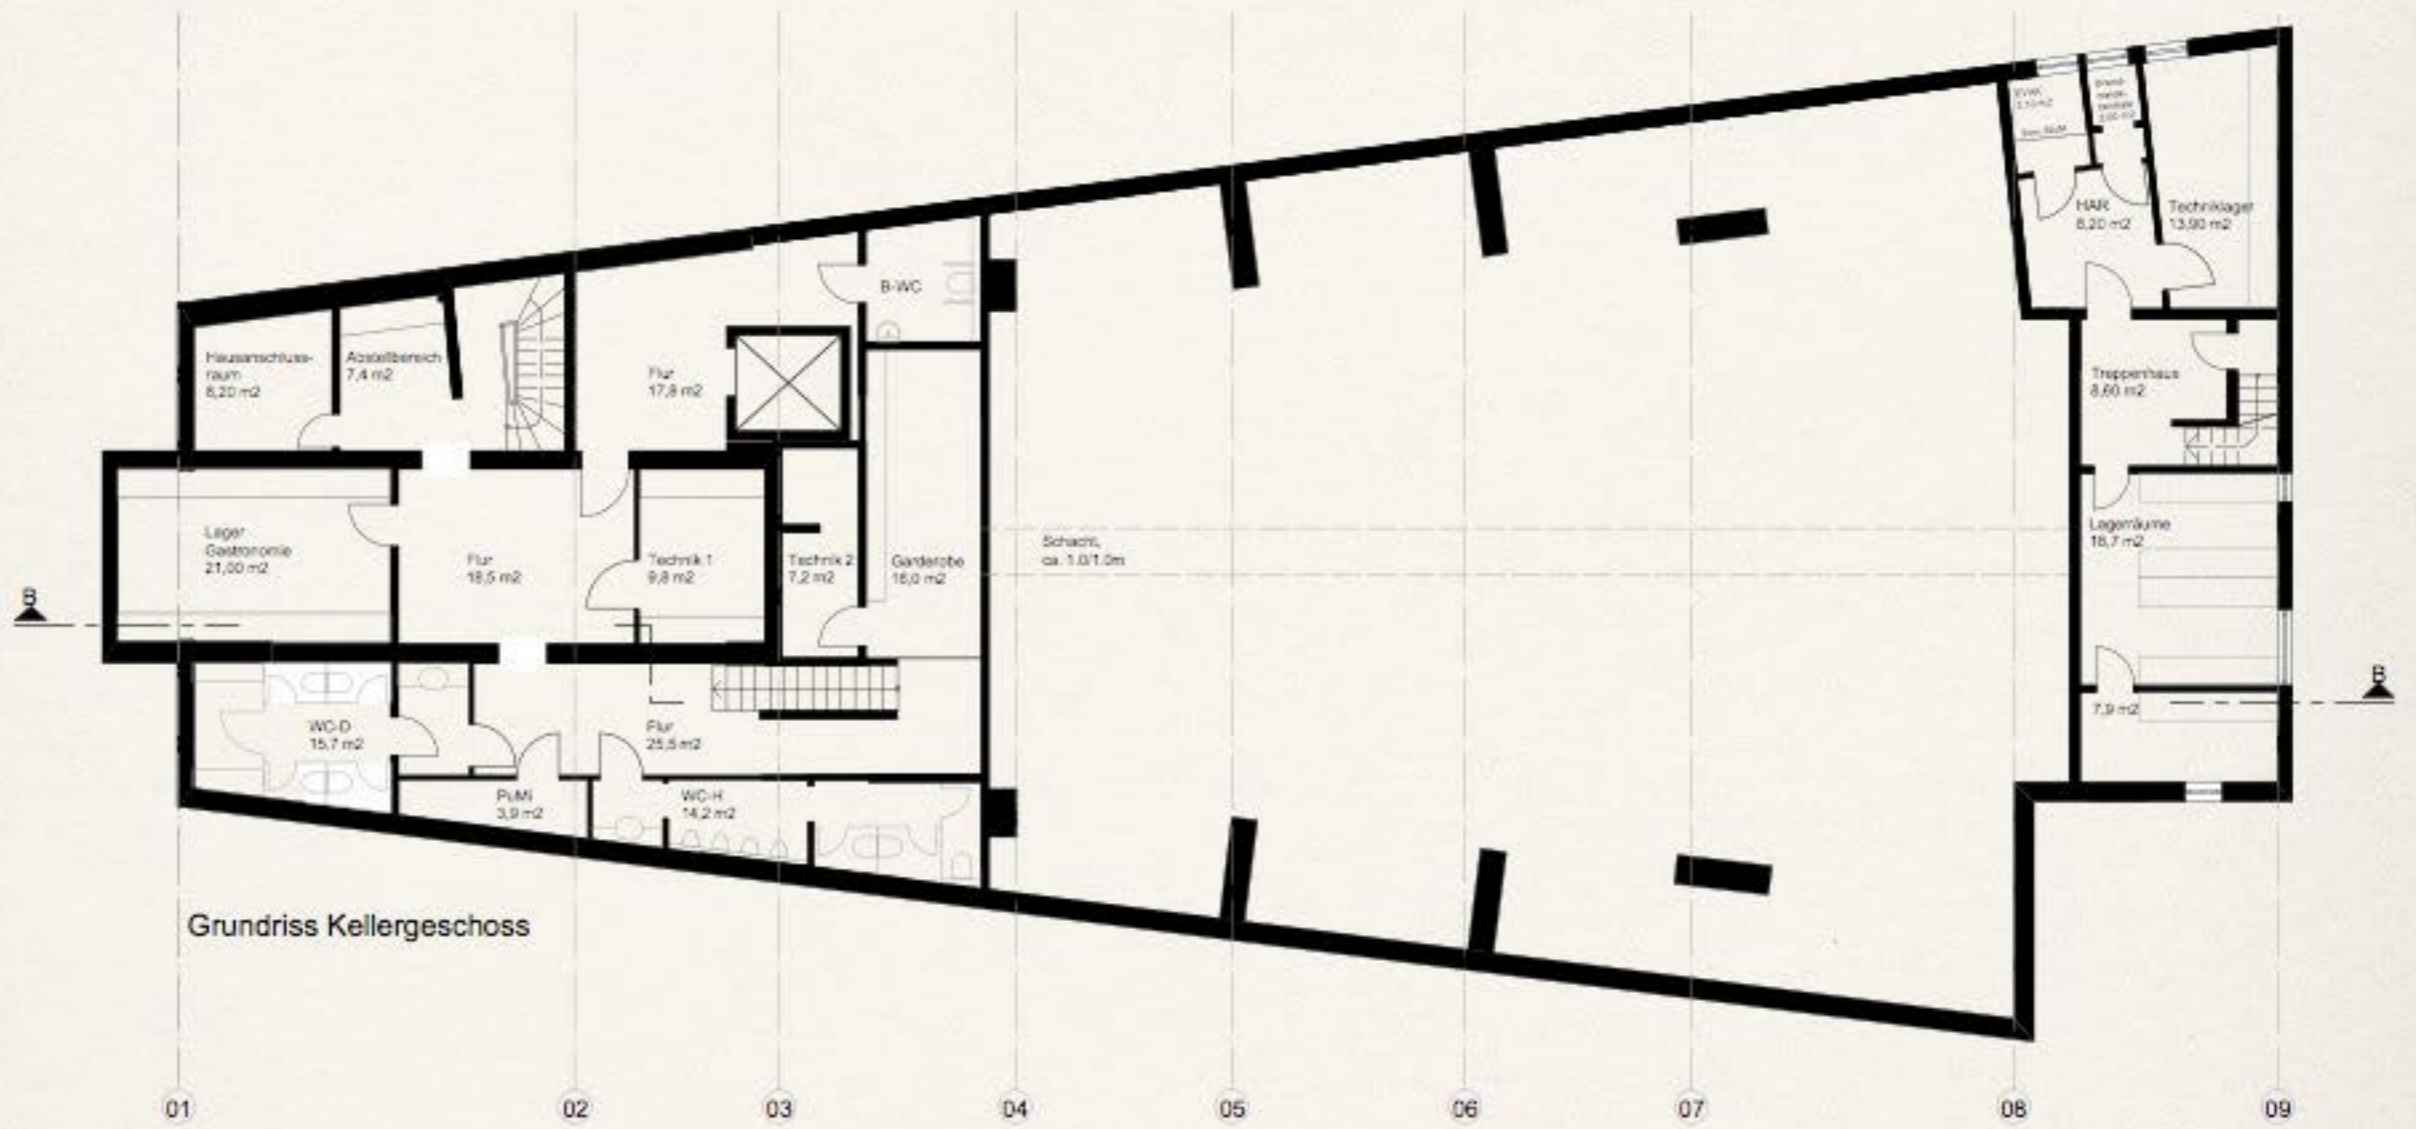 HAR
8,20 m2
Techniklager
13,90 m2
B-WC
Hausanschluss-
raum
8,20 m2
Abstellbereich
7,4 m2
Flur
17,8 m2
Treppenhaus
8,60 m2
Lager
Gastronomie
21,00 m2
Flur
18,5 m2
Technik 1
9,8 m2
Technik 2
7,2 m2
Garderobe
16,0 m2
Schacht,
ca. 1.0/1.0m
Lagerräume
18,7 m2
B
B
7,9 m2
WC-D
15,7 m2
Flur
25,5 m2
PuMi
3,9 m2
WC-H
14,2 m2
Grundriss Kellergeschoss
01
02
03
04
05
06
07
08
09